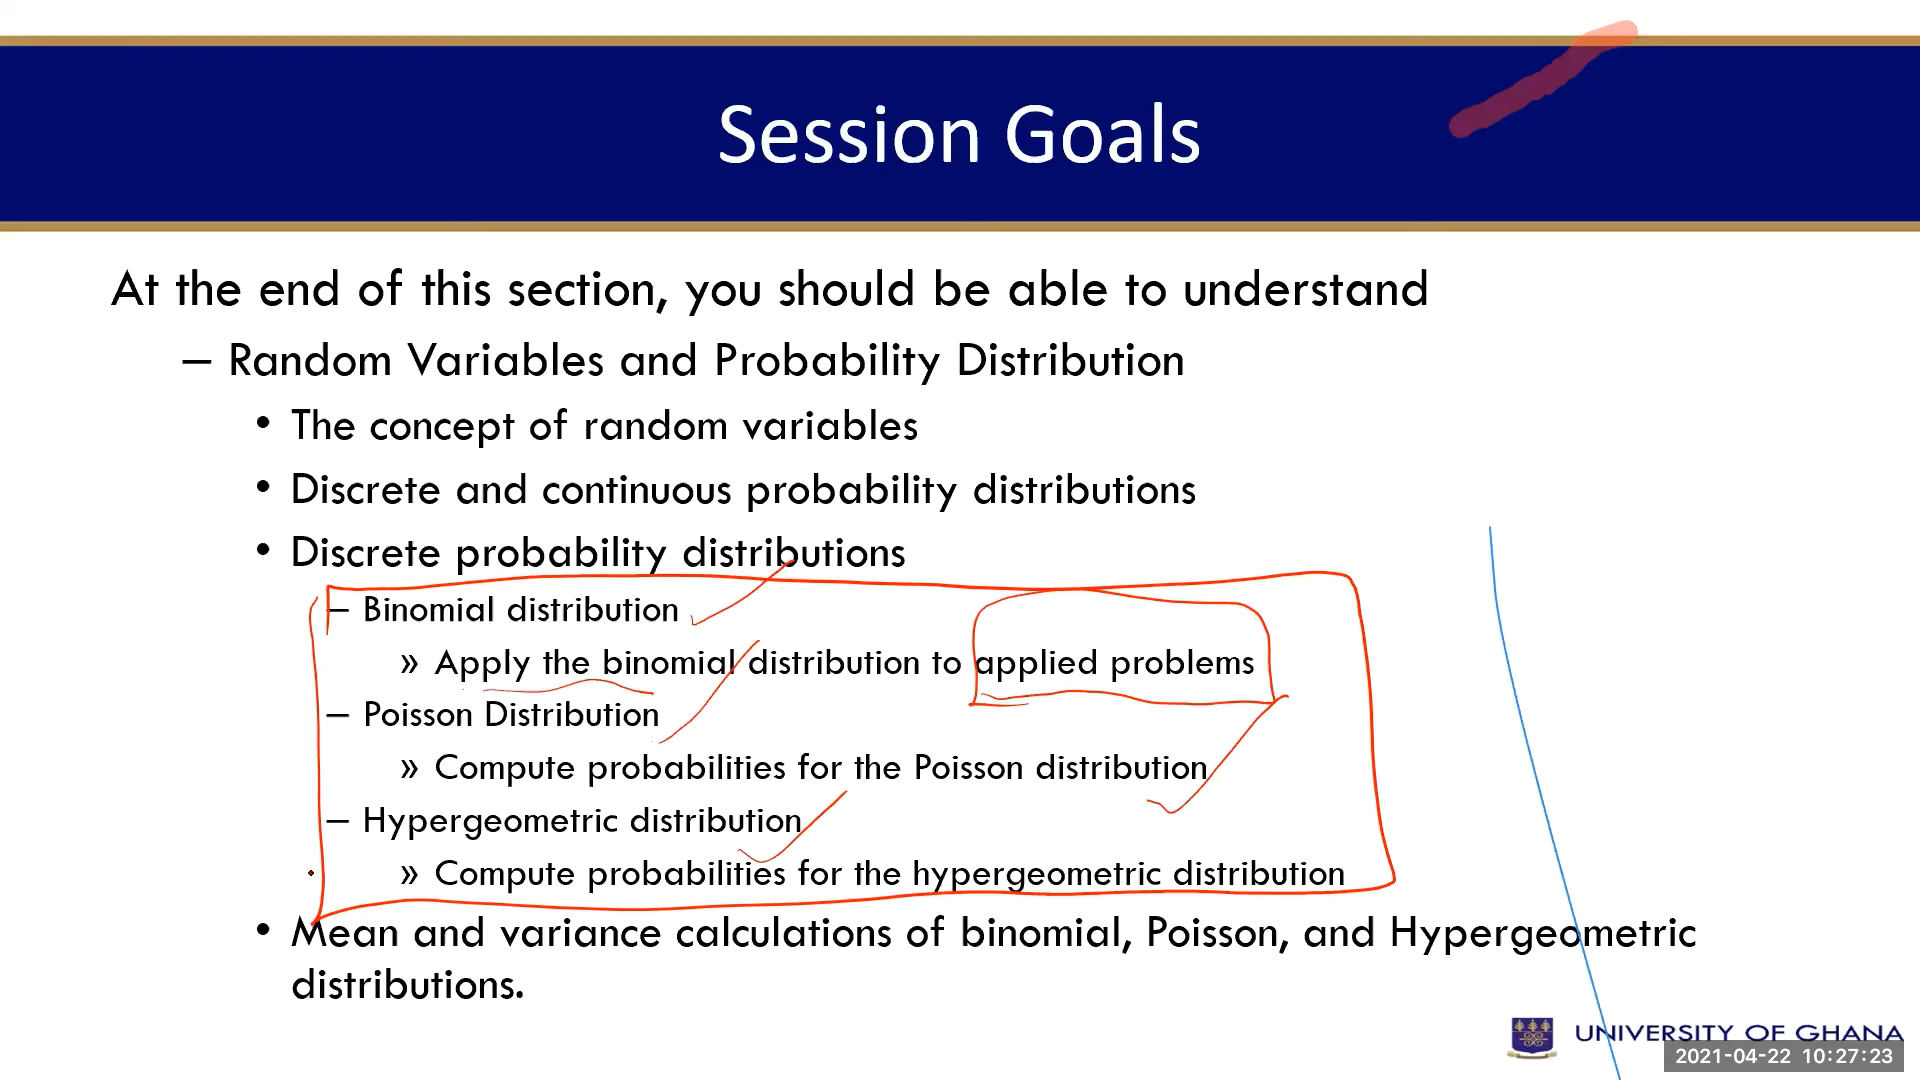 Session Goals
At the end of this section, you should be able to understand
– Random Variables and Probability Distribution
• The concept of random variables
• Discrete and continuous probability distributions
• Discrete probability distributions
– Binomial distribution
» Apply the binomial distribution to applied problems
– Poisson Distribution
» Compute probabilities for the Poisson distribution
– Hypergeometric distribution
» Compute probabilities for the hypergeometric distribution
• Mean and variance calculations of binomial, Poisson, and Hypergeometric
distributions.
UNIVERSITY OF GHANA
2021-04-22 10:27:23